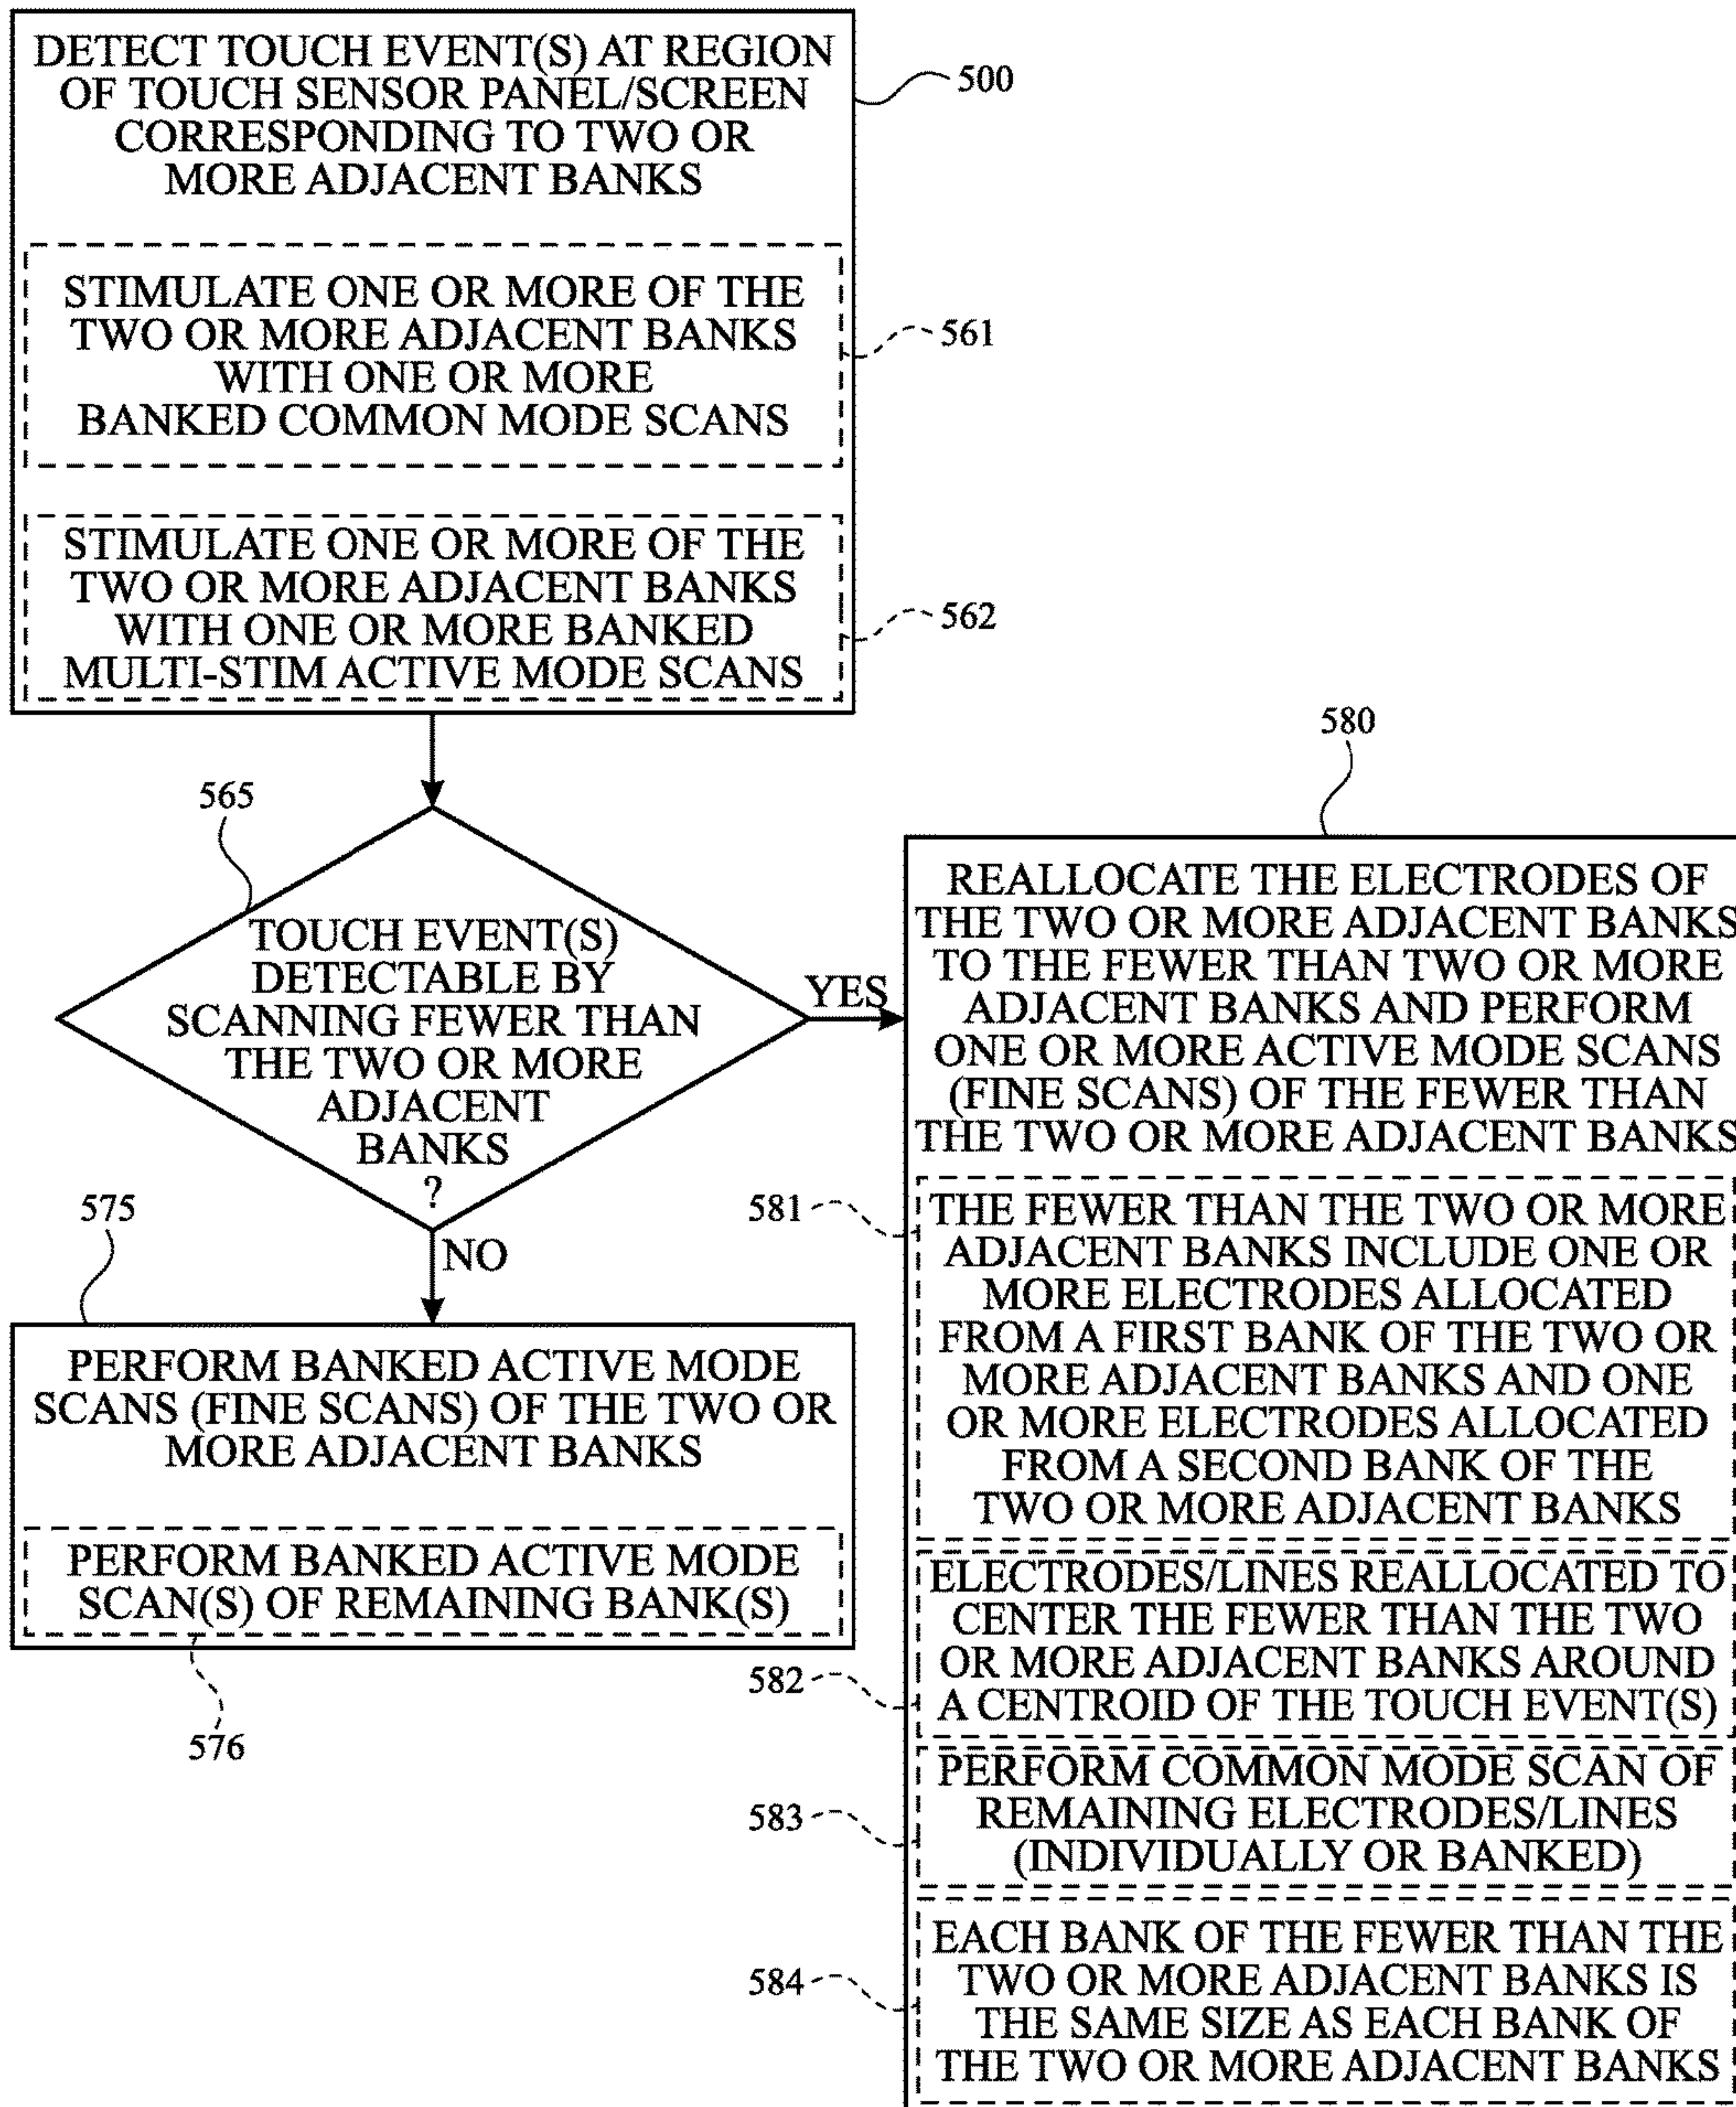 DETECT TOUCH EVENT(S) AT REGION
OF TOUCH SENSOR PANEL/SCREEN
CORRESPONDING TO TWO OR
MORE ADJACENT BANKS
500
STIMULATE ONE OR MORE OF THE
TWO OR MORE ADJACENT BANKS
WITH ONE OR MORE
BANKED COMMON MODE SCANS
561
STIMULATE ONE OR MORE OF THE
TWO OR MORE ADJACENT BANKS
WITH ONE OR MORE BANKED
MULTI-STIM ACTIVE MODE SCANS
562
565
TOUCH EVENT(S)
DETECTABLE BY
SCANNING FEWER THAN
THE TWO OR MORE
ADJACENT
BANKS
?
YES
NO
575
PERFORM BANKED ACTIVE MODE
SCANS (FINE SCANS) OF THE TWO OR
MORE ADJACENT BANKS
PERFORM BANKED ACTIVE MODE
SCAN(S) OF REMAINING BANK(S)
576
580
REALLOCATE THE ELECTRODES OF
THE TWO OR MORE ADJACENT BANKS
TO THE FEWER THAN TWO OR MORE
ADJACENT BANKS AND PERFORM
ONE OR MORE ACTIVE MODE SCANS
(FINE SCANS) OF THE FEWER THAN
THE TWO OR MORE ADJACENT BANKS
581
THE FEWER THAN THE TWO OR MORE
ADJACENT BANKS INCLUDE ONE OR
MORE ELECTRODES ALLOCATED
FROM A FIRST BANK OF THE TWO OR
MORE ADJACENT BANKS AND ONE
OR MORE ELECTRODES ALLOCATED
FROM A SECOND BANK OF THE
TWO OR MORE ADJACENT BANKS
582
ELECTRODES/LINES REALLOCATED TO
CENTER THE FEWER THAN THE TWO
OR MORE ADJACENT BANKS AROUND
A CENTROID OF THE TOUCH EVENT(S)
583
PERFORM COMMON MODE SCAN OF
REMAINING ELECTRODES/LINES
(INDIVIDUALLY OR BANKED)
584
EACH BANK OF THE FEWER THAN THE
TWO OR MORE ADJACENT BANKS IS
THE SAME SIZE AS EACH BANK OF
THE TWO OR MORE ADJACENT BANKS